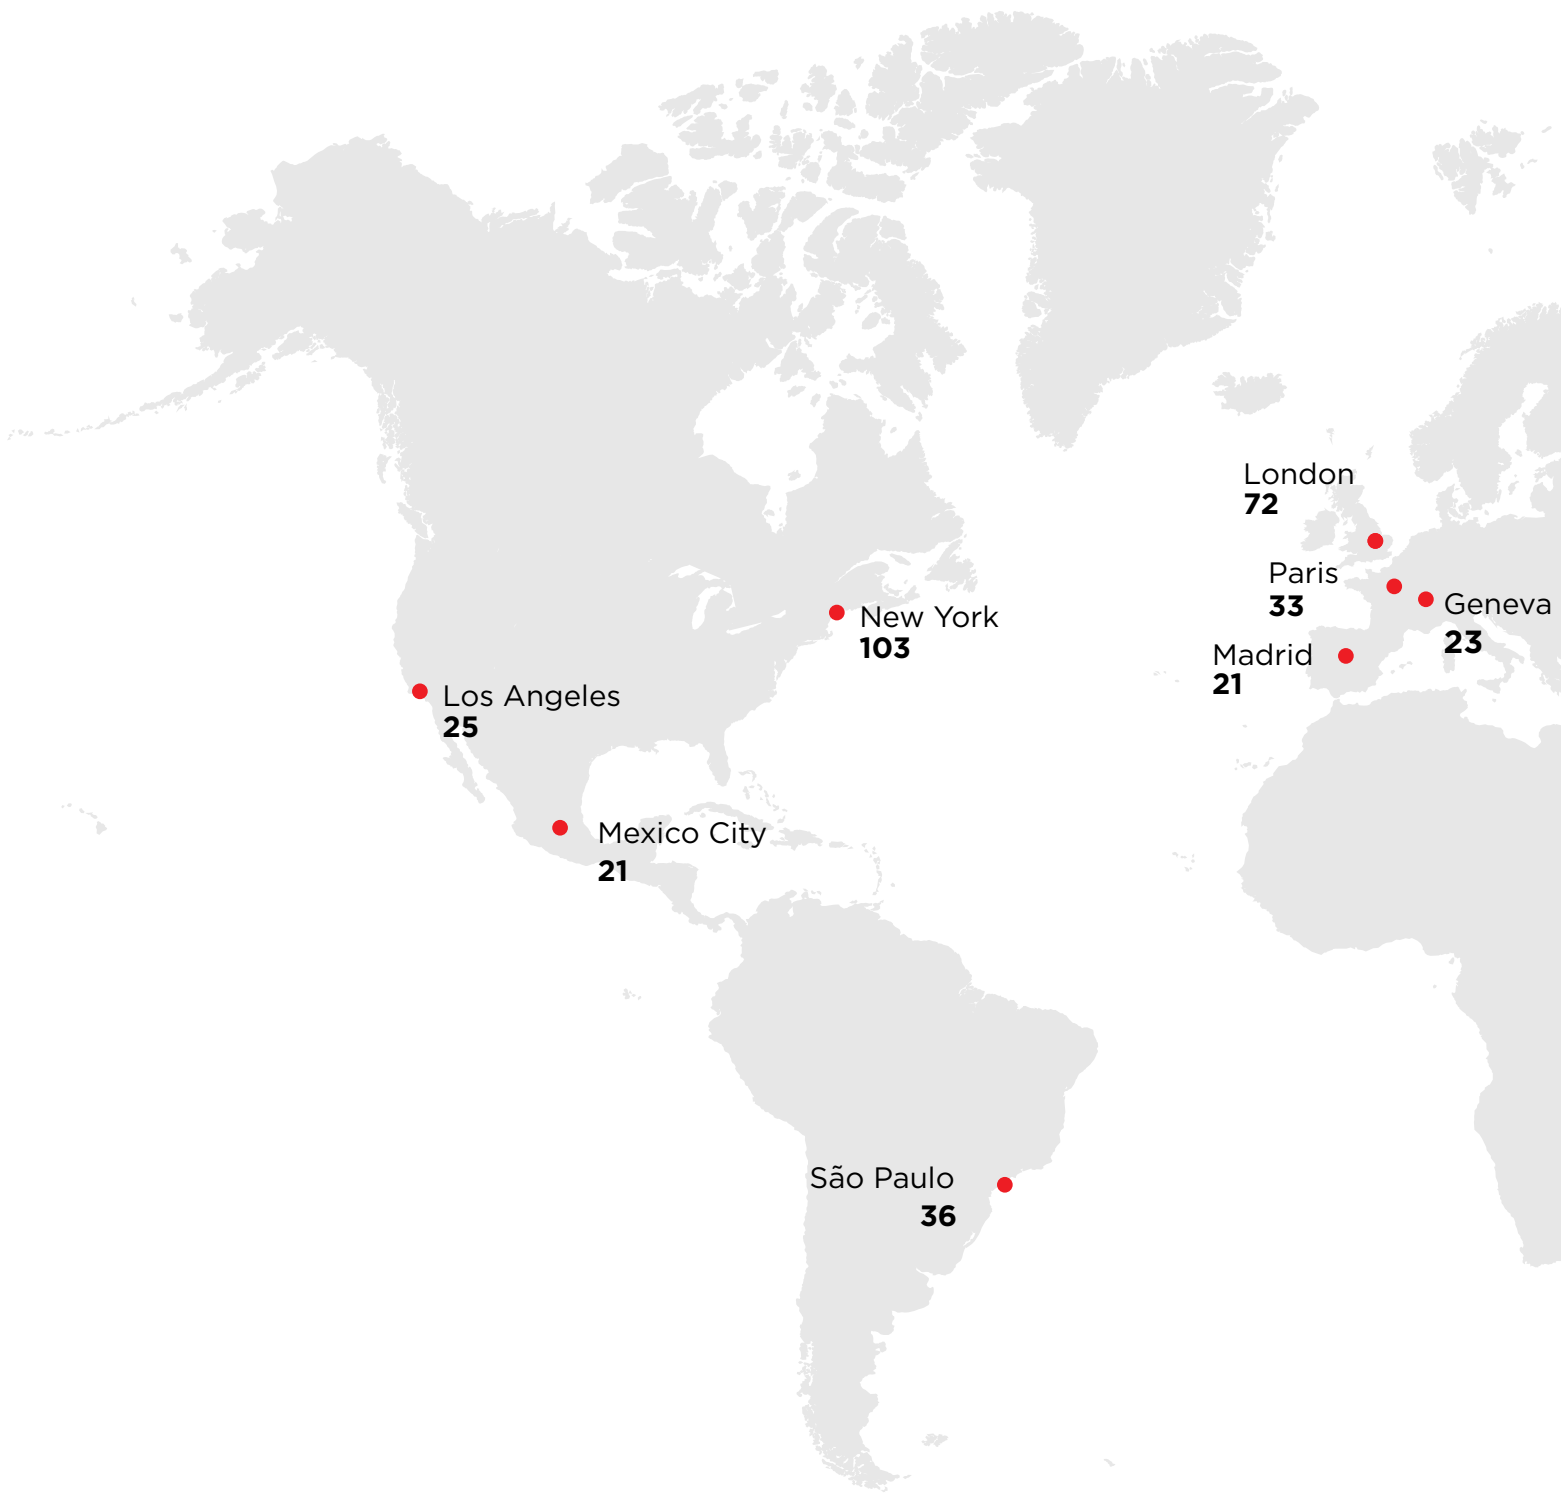 London
72
Paris
33
Geneva
23
New York
103
Madrid
21
Los Angeles
25
Mexico City
21
São Paulo
36